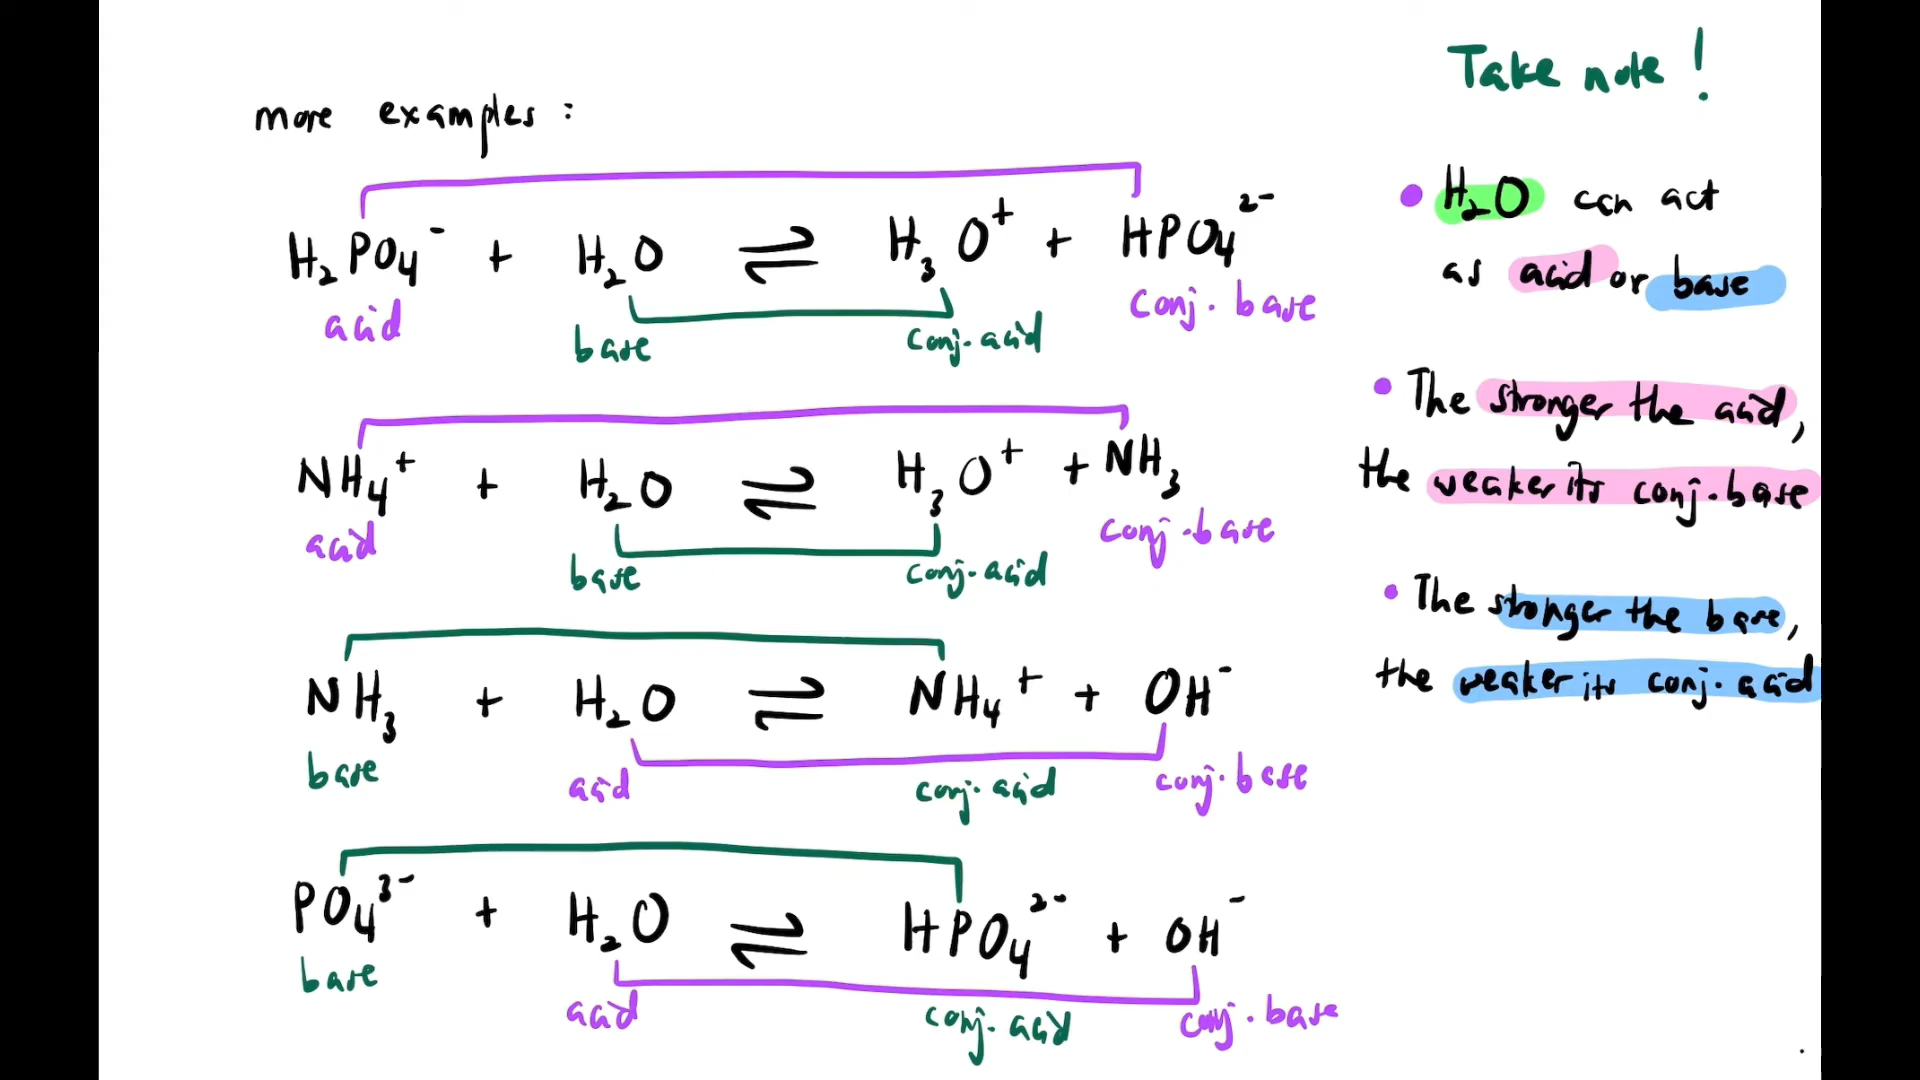 more examples :
H₂PO₄⁻ + H₂O ⇌ H₃O⁺ + HPO₄²⁻
acid base conj. acid conj. base
NH₄⁺ + H₂O ⇌ H₃O⁺ + NH₃
acid base conj. acid conj. base
NH₃ + H₂O ⇌ NH₄⁺ + OH⁻
base acid conj. acid conj. base
PO₄³⁻ + H₂O ⇌ HPO₄²⁻ + OH⁻
base acid conj. acid conj. base
Take note !
• H₂O can act
as acid or base
• The stronger the acid,
the weaker its conj. base
• The stronger the base,
the weaker its conj. acid